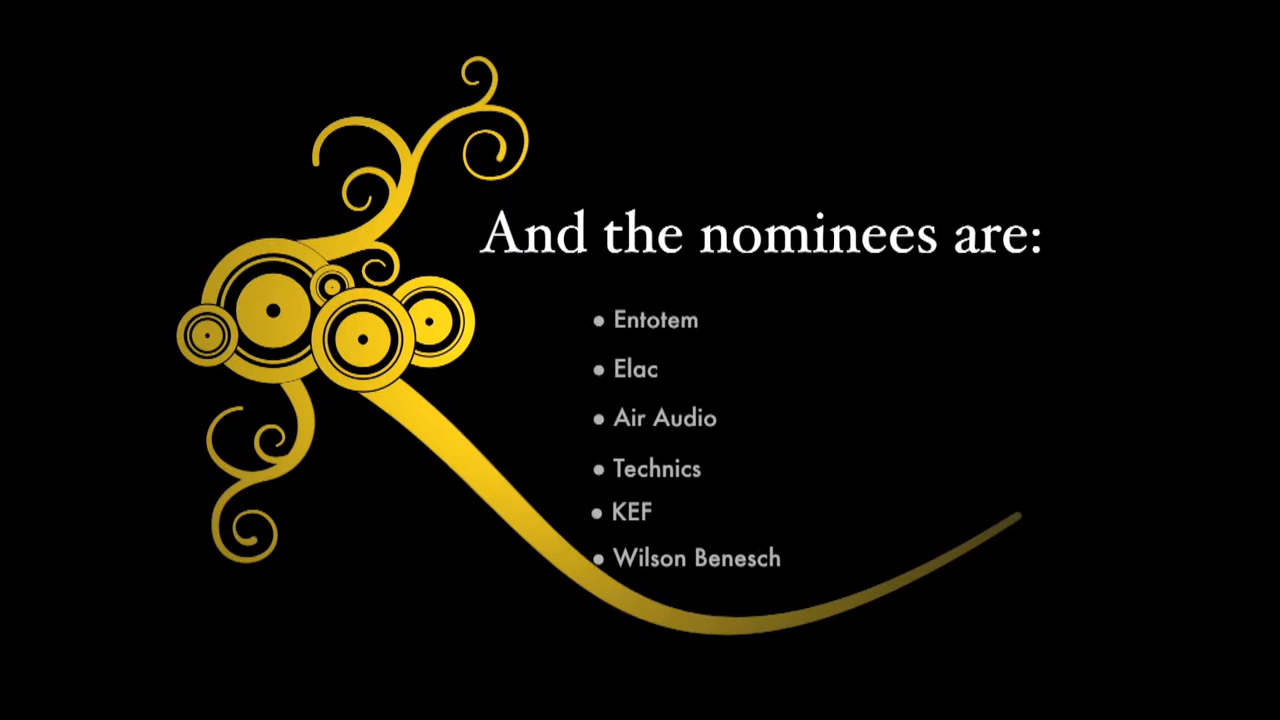 And the nominees are:
• Entotem
• Elac
• Air Audio
• Technics
• KEF
• Wilson Benesch